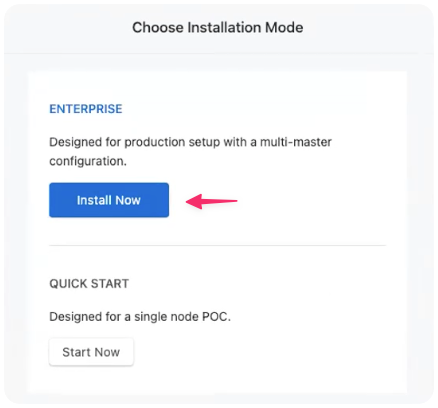 Choose Installation Mode
ENTERPRISE
Designed for production setup with a multi-master
configuration.
Install Now
QUICK START
Designed for a single node POC.
Start Now